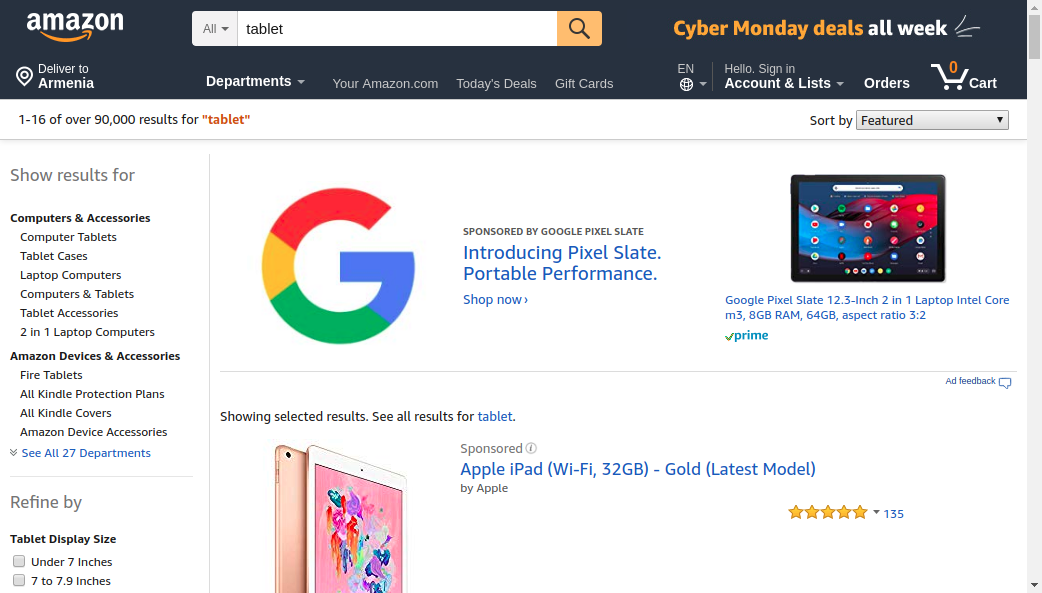 amazon
All
tablet
Cyber Monday deals all week
Deliver to
Armenia
Departments
Your Amazon.com
Today's Deals
Gift Cards
EN
Hello. Sign in
Account & Lists
Orders
0
Cart
1-16 of over 90,000 results for "tablet"
Sort by Featured
Show results for
Computers & Accessories
Computer Tablets
Tablet Cases
Laptop Computers
Computers & Tablets
Tablet Accessories
2 in 1 Laptop Computers
Amazon Devices & Accessories
Fire Tablets
All Kindle Protection Plans
All Kindle Covers
Amazon Device Accessories
See All 27 Departments
Refine by
Tablet Display Size
Under 7 Inches
7 to 7.9 Inches
SPONSORED BY GOOGLE PIXEL SLATE
Introducing Pixel Slate.
Portable Performance.
Shop now ›
Google Pixel Slate 12.3-Inch 2 in 1 Laptop Intel Core
m3, 8GB RAM, 64GB, aspect ratio 3:2
prime
Ad feedback
Showing selected results. See all results for tablet.
Sponsored
Apple iPad (Wi-Fi, 32GB) - Gold (Latest Model)
by Apple
135